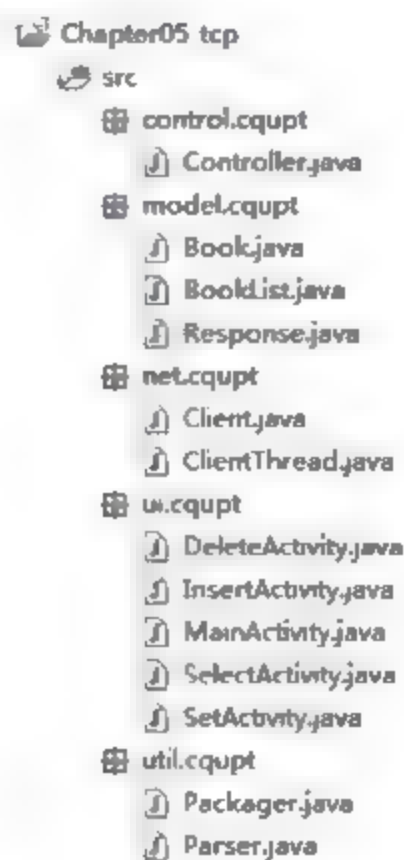 Chapter05 tcp
src
control.cqupt
Controller.java
model.cqupt
Book.java
BookList.java
Response.java
net.cqupt
Client.java
ClientThread.java
ui.cqupt
DeleteActivity.java
InsertActivity.java
MainActivity.java
SelectActivity.java
SetActivity.java
util.cqupt
Packager.java
Parser.java